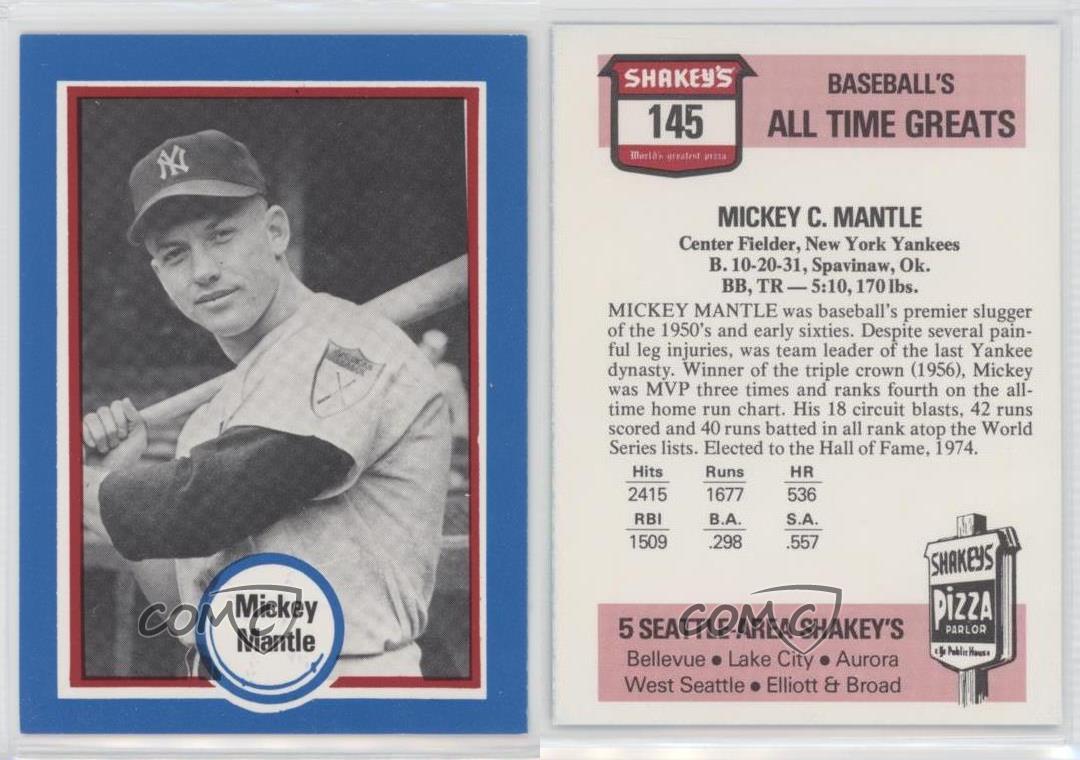 NY
Mickey
Mantle
COMC
SHAKEY'S
145
World's greatest pizza
BASEBALL'S
ALL TIME GREATS
MICKEY C. MANTLE
Center Fielder, New York Yankees
B. 10-20-31, Spavinaw, Ok.
BB, TR — 5:10, 170 lbs.
MICKEY MANTLE was baseball's premier slugger
of the 1950's and early sixties. Despite several pain-
ful leg injuries, was team leader of the last Yankee
dynasty. Winner of the triple crown (1956), Mickey
was MVP three times and ranks fourth on the all-
time home run chart. His 18 circuit blasts, 42 runs
scored and 40 runs batted in all rank atop the World
Series lists. Elected to the Hall of Fame, 1974.
Hits Runs HR
2415 1677 536
RBI B.A. S.A.
1509 .298 .557
SHAKEY'S
PIZZA
PARLOR
& Ye Public House
COMC
5 SEATTLE-AREA SHAKEY'S
Bellevue ● Lake City ● Aurora
West Seattle ● Elliott & Broad